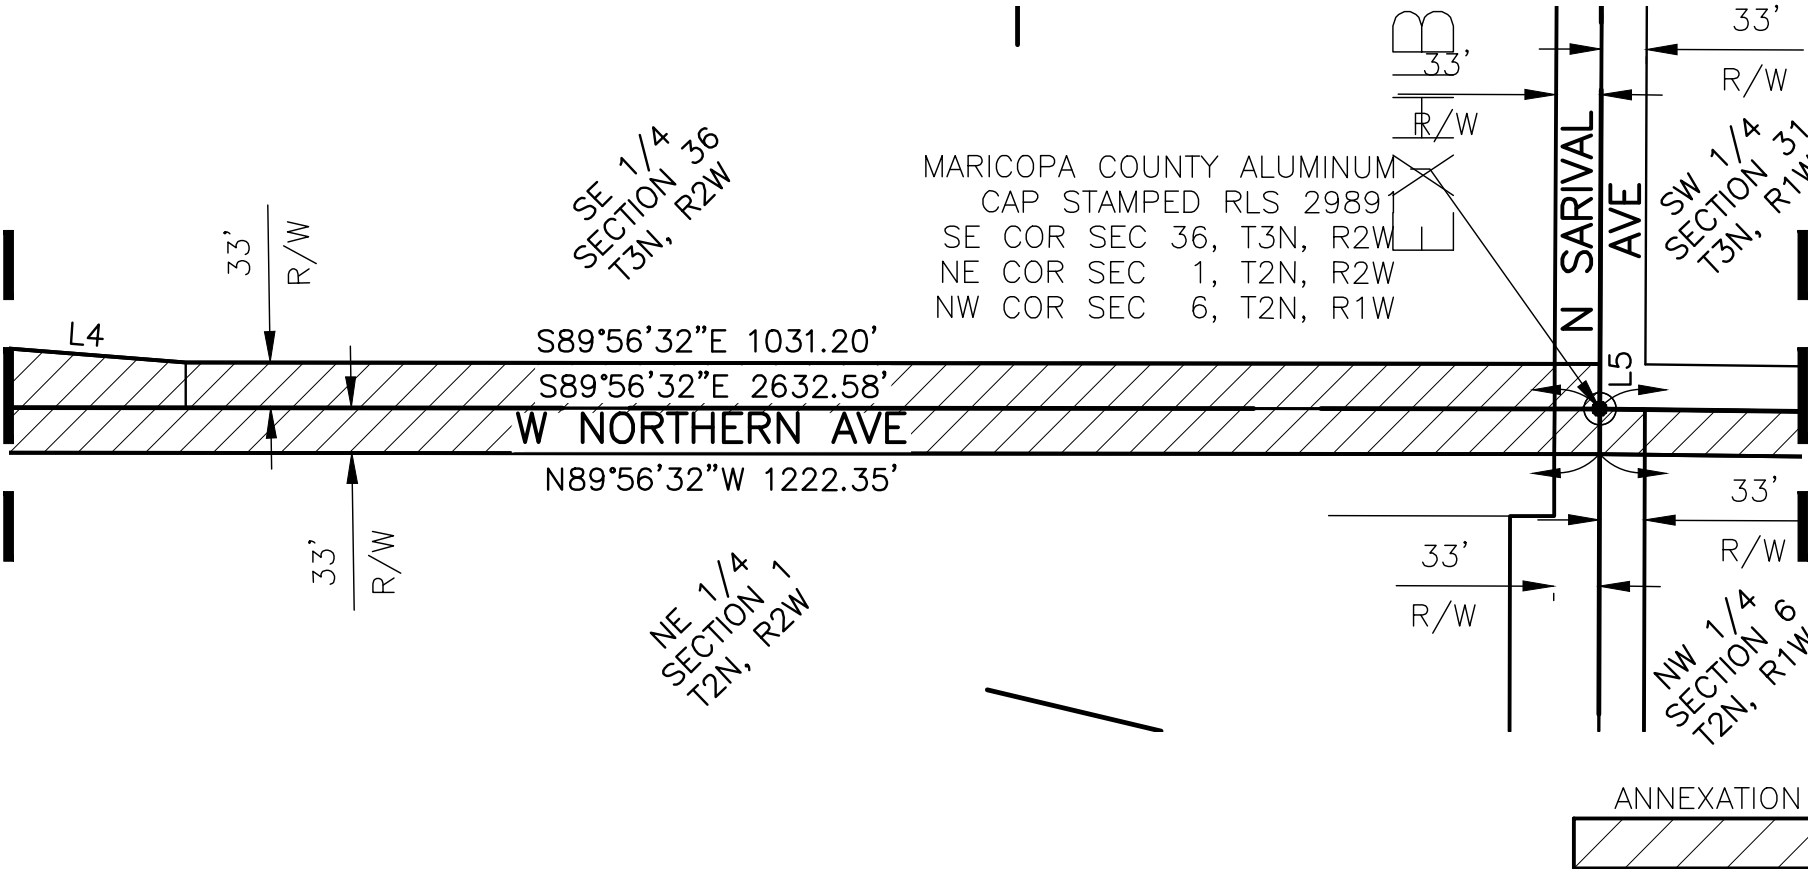 33'
R/W
33'
R/W
SE 1/4
SECTION 36
T3N, R2W
MARICOPA COUNTY ALUMINUM
CAP STAMPED RLS 29891
SE COR SEC 36, T3N, R2W
NE COR SEC 1, T2N, R2W
NW COR SEC 6, T2N, R1W
N SARIVAL
AVE
SW 1/4
SECTION 31
T3N, R1W
33'
R/W
L4
S89°56'32"E 1031.20'
S89°56'32"E 2632.58'
W NORTHERN AVE
N89°56'32"W 1222.35'
L5
33'
R/W
33'
R/W
33'
R/W
NE 1/4
SECTION 1
T2N, R2W
NW 1/4
SECTION 6
T2N, R1W
ANNEXATION